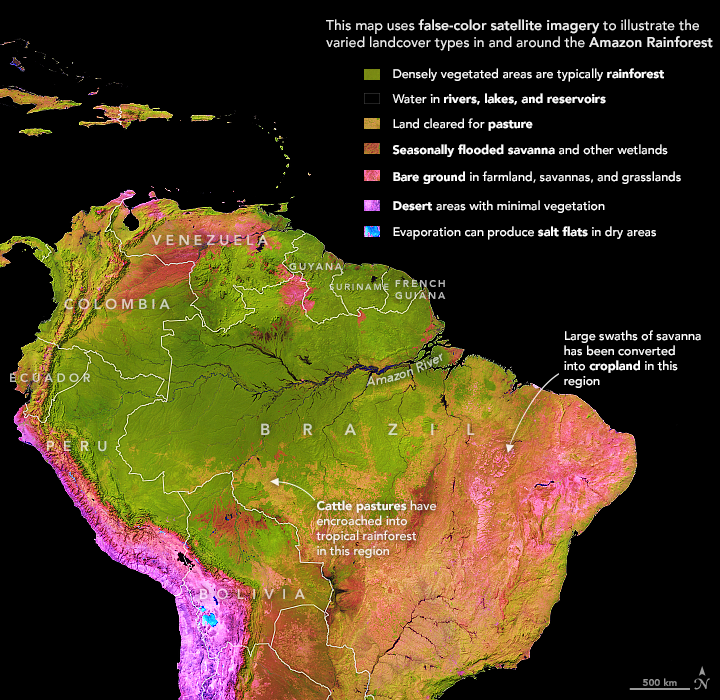 This map uses false-color satellite imagery to illustrate the
varied landcover types in and around the Amazon Rainforest
Densely vegetated areas are typically rainforest
Water in rivers, lakes, and reservoirs
Land cleared for pasture
Seasonally flooded savanna and other wetlands
Bare ground in farmland, savannas, and grasslands
Desert areas with minimal vegetation
Evaporation can produce salt flats in dry areas
VENEZUELA
GUYANA
SURINAME
FRENCH
GUIANA
COLOMBIA
Large swaths of savanna
has been converted
into cropland in this
region
Amazon River
ECUADOR
BRAZIL
PERU
Cattle pastures have
encroached into
tropical rainforest
in this region
BOLIVIA
500 km
N